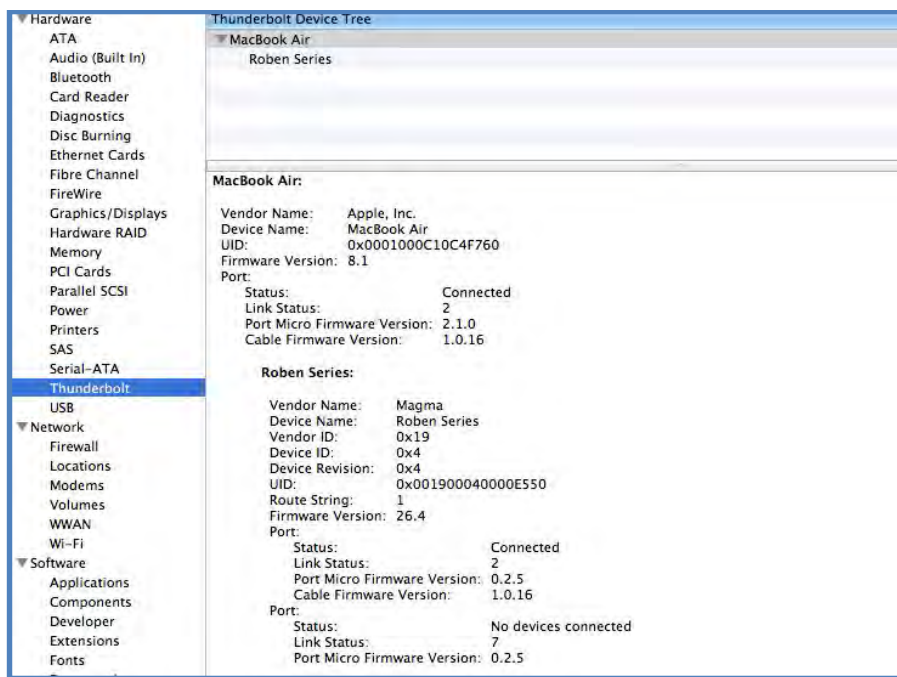 Hardware
ATA
Audio (Built In)
Bluetooth
Card Reader
Diagnostics
Disc Burning
Ethernet Cards
Fibre Channel
FireWire
Graphics/Displays
Hardware RAID
Memory
PCI Cards
Parallel SCSI
Power
Printers
SAS
Serial-ATA
Thunderbolt
USB
Network
Firewall
Locations
Modems
Volumes
WWAN
Wi-Fi
Software
Applications
Components
Developer
Extensions
Fonts
Thunderbolt Device Tree
MacBook Air
Roben Series
MacBook Air:
Vendor Name: Apple, Inc.
Device Name: MacBook Air
UID: 0x0001000C10C4F760
Firmware Version: 8.1
Port:
Status: Connected
Link Status: 2
Port Micro Firmware Version: 2.1.0
Cable Firmware Version: 1.0.16
Roben Series:
Vendor Name: Magma
Device Name: Roben Series
Vendor ID: 0x19
Device ID: 0x4
Device Revision: 0x4
UID: 0x001900040000E550
Route String: 1
Firmware Version: 26.4
Port:
Status: Connected
Link Status: 2
Port Micro Firmware Version: 0.2.5
Cable Firmware Version: 1.0.16
Port:
Status: No devices connected
Link Status: 7
Port Micro Firmware Version: 0.2.5